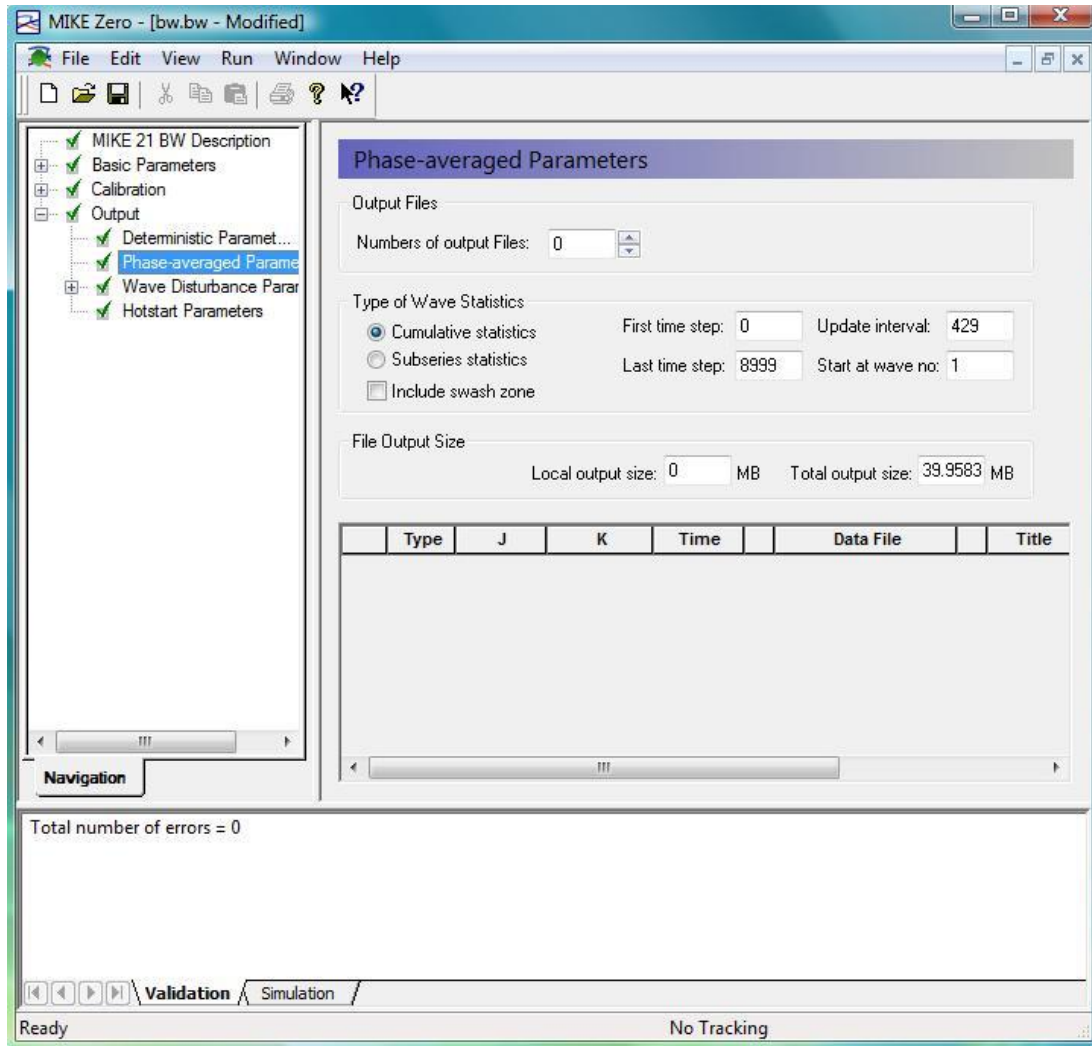 MIKE Zero - [bw.bw - Modified]
File Edit View Run Window Help
MIKE 21 BW Description
Basic Parameters
Calibration
Output
Deterministic Paramet...
Phase-averaged Parame
Wave Disturbance Parar
Hotstart Parameters
Navigation
Phase-averaged Parameters
Output Files
Numbers of output Files: 0
Type of Wave Statistics
Cumulative statistics First time step: 0 Update interval: 429
Subseries statistics Last time step: 8999 Start at wave no: 1
Include swash zone
File Output Size
Local output size: 0 MB Total output size: 39.9583 MB
Type J K Time Data File Title
Total number of errors = 0
Validation Simulation
Ready No Tracking